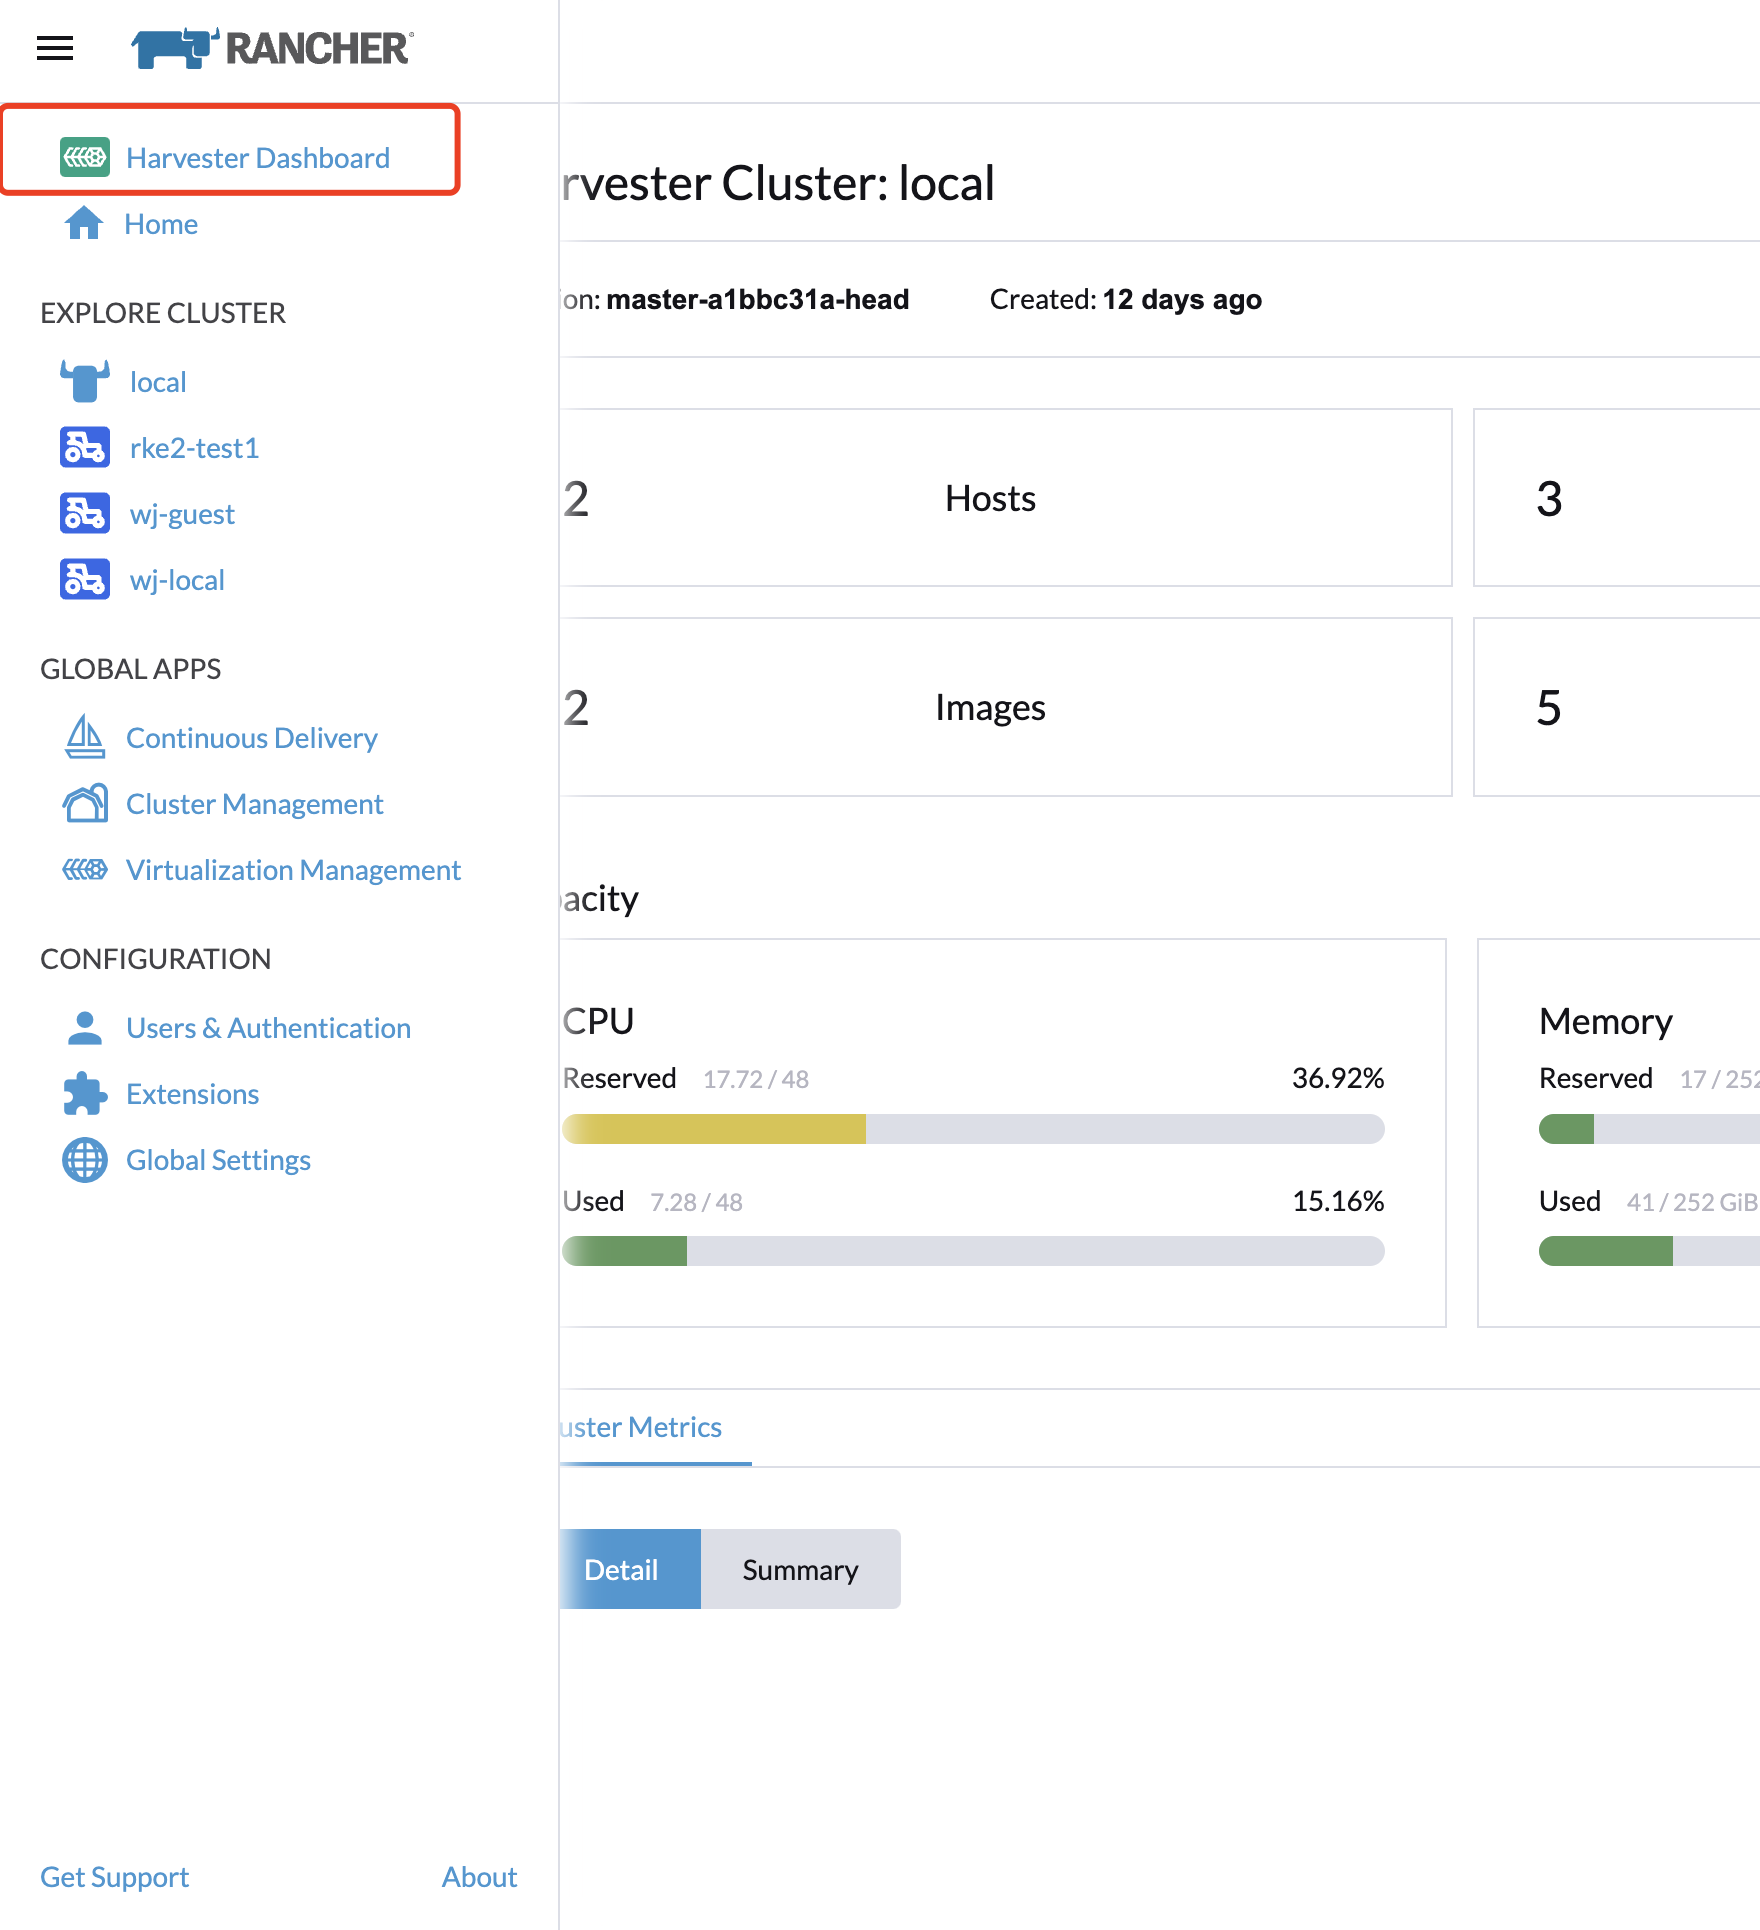 RANCHER
Harvester Dashboard
Home
EXPLORE CLUSTER
local
rke2-test1
wj-guest
wj-local
GLOBAL APPS
Continuous Delivery
Cluster Management
Virtualization Management
CONFIGURATION
Users & Authentication
Extensions
Global Settings
Get Support
About
rvester Cluster: local
ion: master-a1bbc31a-head
Created: 12 days ago
2
Hosts
3
2
Images
5
acity
CPU
Reserved 17.72 / 48
36.92%
Used 7.28 / 48
15.16%
Memory
Reserved 17 / 252
Used 41 / 252 GiB
uster Metrics
Detail
Summary